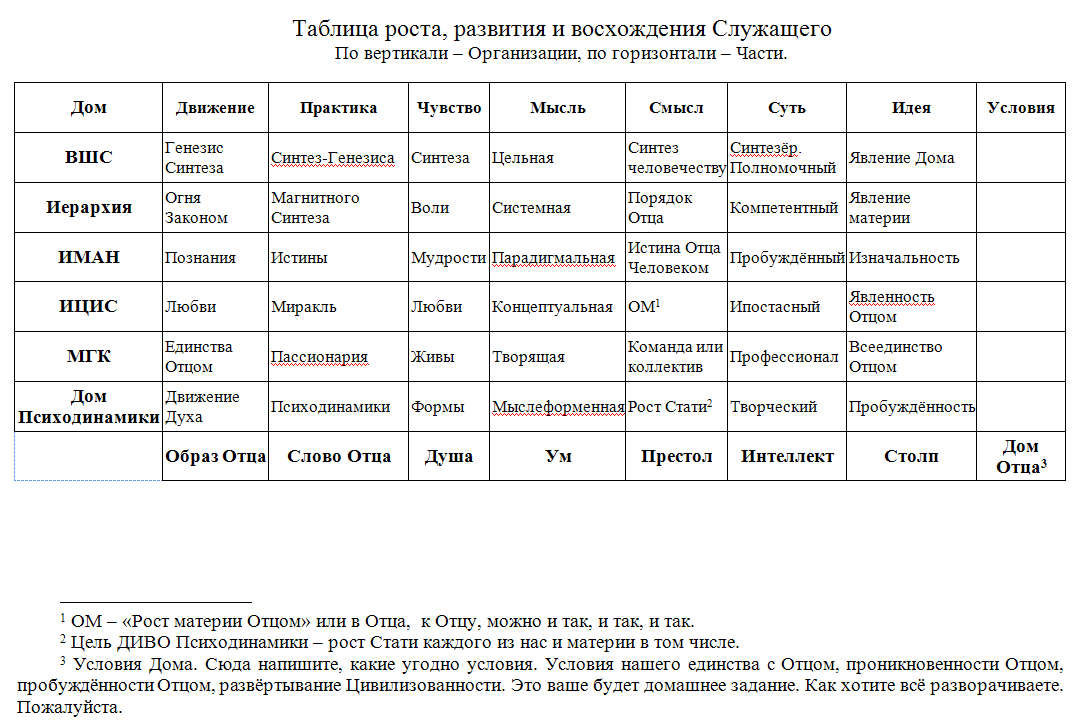 Таблица роста, развития и восхождения Служащего
По вертикали – Организации, по горизонтали – Части.
Дом Движение Практика Чувство Мысль Смысл Суть Идея Условия
ВШС Генезис Синтеза Синтез-Генезиса Синтеза Цельная Синтез человечеству Синтезёр. Полномочный Явление Дома
Иерархия Огня Законом Магнитного Синтеза Воли Системная Порядок Отца Компетентный Явление материи
ИМАН Познания Истины Мудрости Парадигмальная Истина Отца Человеком Пробуждённый Изначальность
ИЦИС Любви Миракль Любви Концептуальная ОМ¹ Ипостасный Явленность Отцом
МГК Единства Отцом Пассионария Живы Творящая Команда или коллектив Профессионал Всеединство Отцом
Дом Психодинамики Движение Духа Психодинамики Формы Мыслеформенная Рост Стати² Творческий Пробуждённость
Образ Отца Слово Отца Душа Ум Престол Интеллект Столп Дом Отца³
¹ ОМ – «Рост материи Отцом» или в Отца, к Отцу, можно и так, и так, и так.
² Цель ДИВО Психодинамики – рост Стати каждого из нас и материи в том числе.
³ Условия Дома. Сюда напишите, какие угодно условия. Условия нашего единства с Отцом, проникновенности Отцом,
пробуждённости Отцом, развёртывание Цивилизованности. Это ваше будет домашнее задание. Как хотите всё разворачиваете.
Пожалуйста.